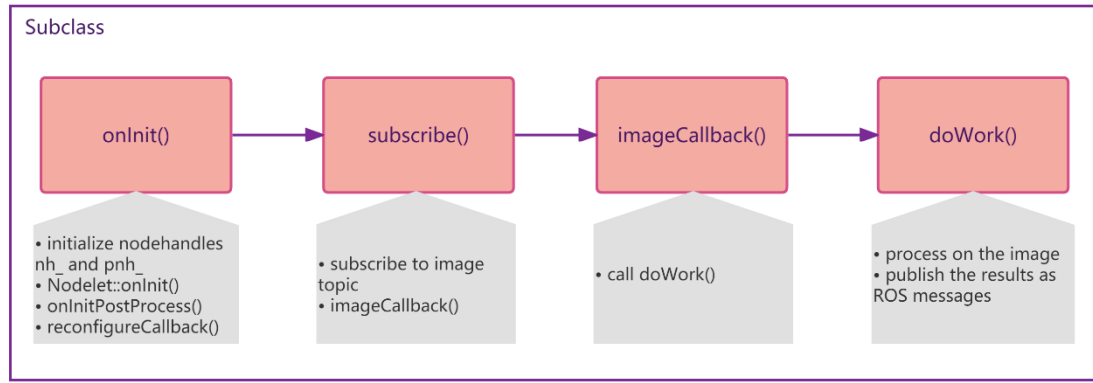 Subclass
onInit()
subscribe()
imageCallback()
doWork()
• initialize nodehandles
nh_ and pnh_
• Nodelet::onInit()
• onInitPostProcess()
• reconfigureCallback()
• subscribe to image
topic
• imageCallback()
• call doWork()
• process on the image
• publish the results as
ROS messages